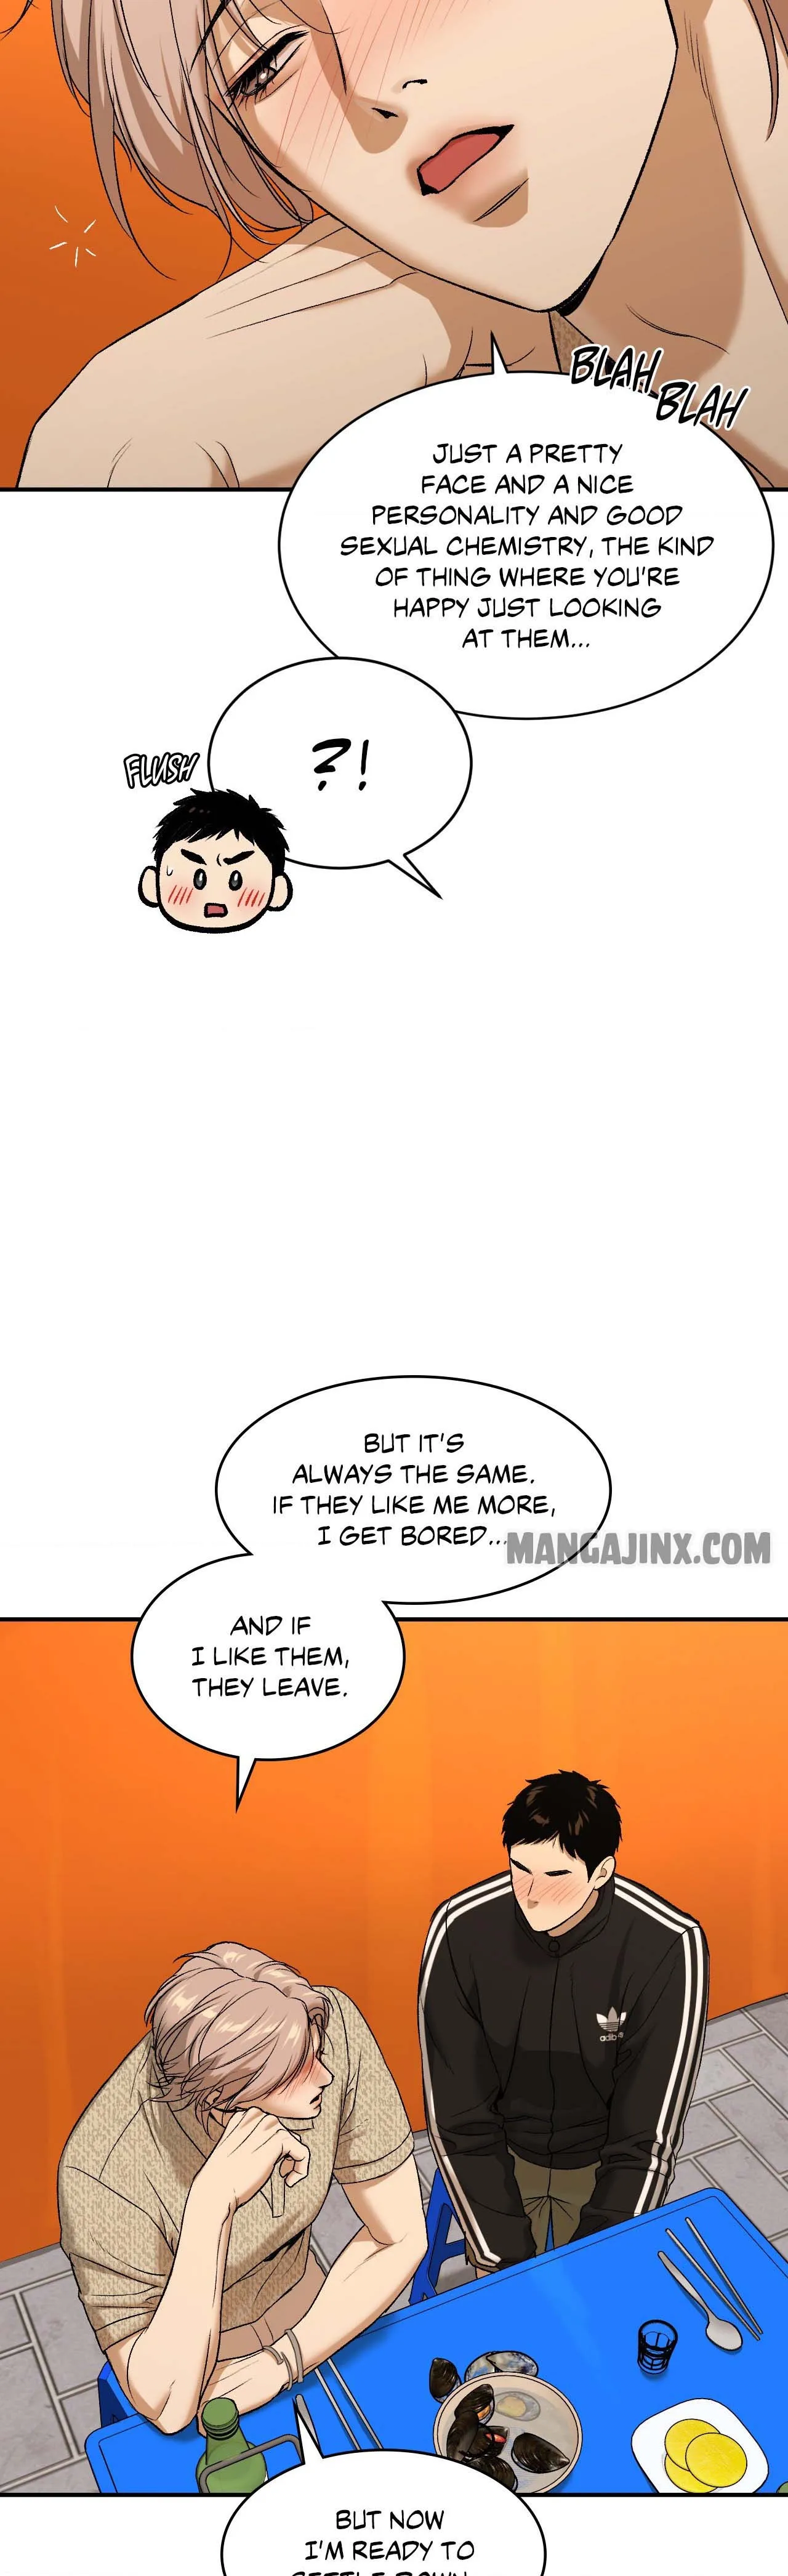 BLAH
BLAH
JUST A PRETTY
FACE AND A NICE
PERSONALITY AND GOOD
SEXUAL CHEMISTRY, THE KIND
OF THING WHERE YOU'RE
HAPPY JUST LOOKING
AT THEM...
FLUSH
?!
BUT IT'S
ALWAYS THE SAME.
IF THEY LIKE ME MORE,
I GET BORED...
MANGAJINX.COM
AND IF
I LIKE THEM,
THEY LEAVE.
BUT NOW
I'M READY TO
SETTLE DOWN